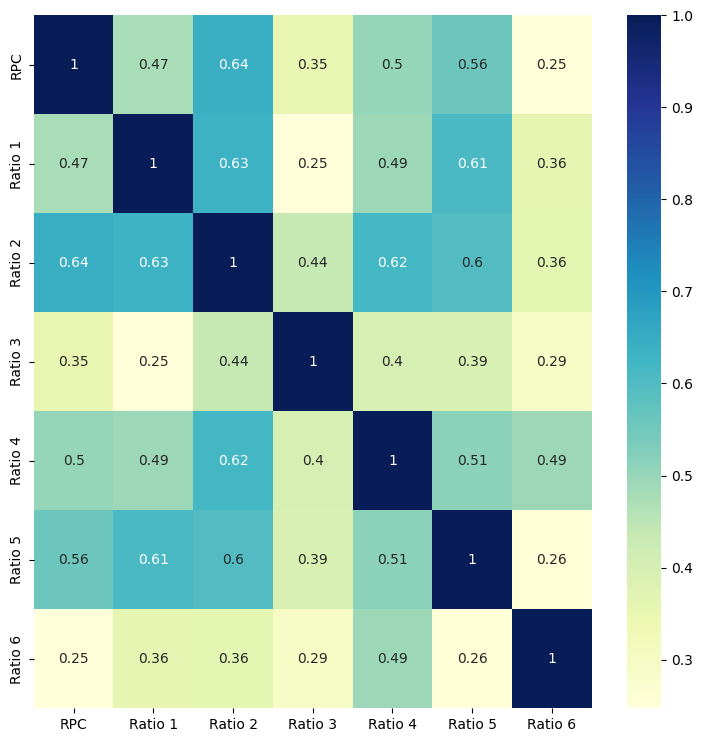 RPC 1 0.47 0.64 0.35 0.5 0.56 0.25
Ratio 1 0.47 1 0.63 0.25 0.49 0.61 0.36
Ratio 2 0.64 0.63 1 0.44 0.62 0.6 0.36
Ratio 3 0.35 0.25 0.44 1 0.4 0.39 0.29
Ratio 4 0.5 0.49 0.62 0.4 1 0.51 0.49
Ratio 5 0.56 0.61 0.6 0.39 0.51 1 0.26
Ratio 6 0.25 0.36 0.36 0.29 0.49 0.26 1
RPC Ratio 1 Ratio 2 Ratio 3 Ratio 4 Ratio 5 Ratio 6
1.0
0.9
0.8
0.7
0.6
0.5
0.4
0.3